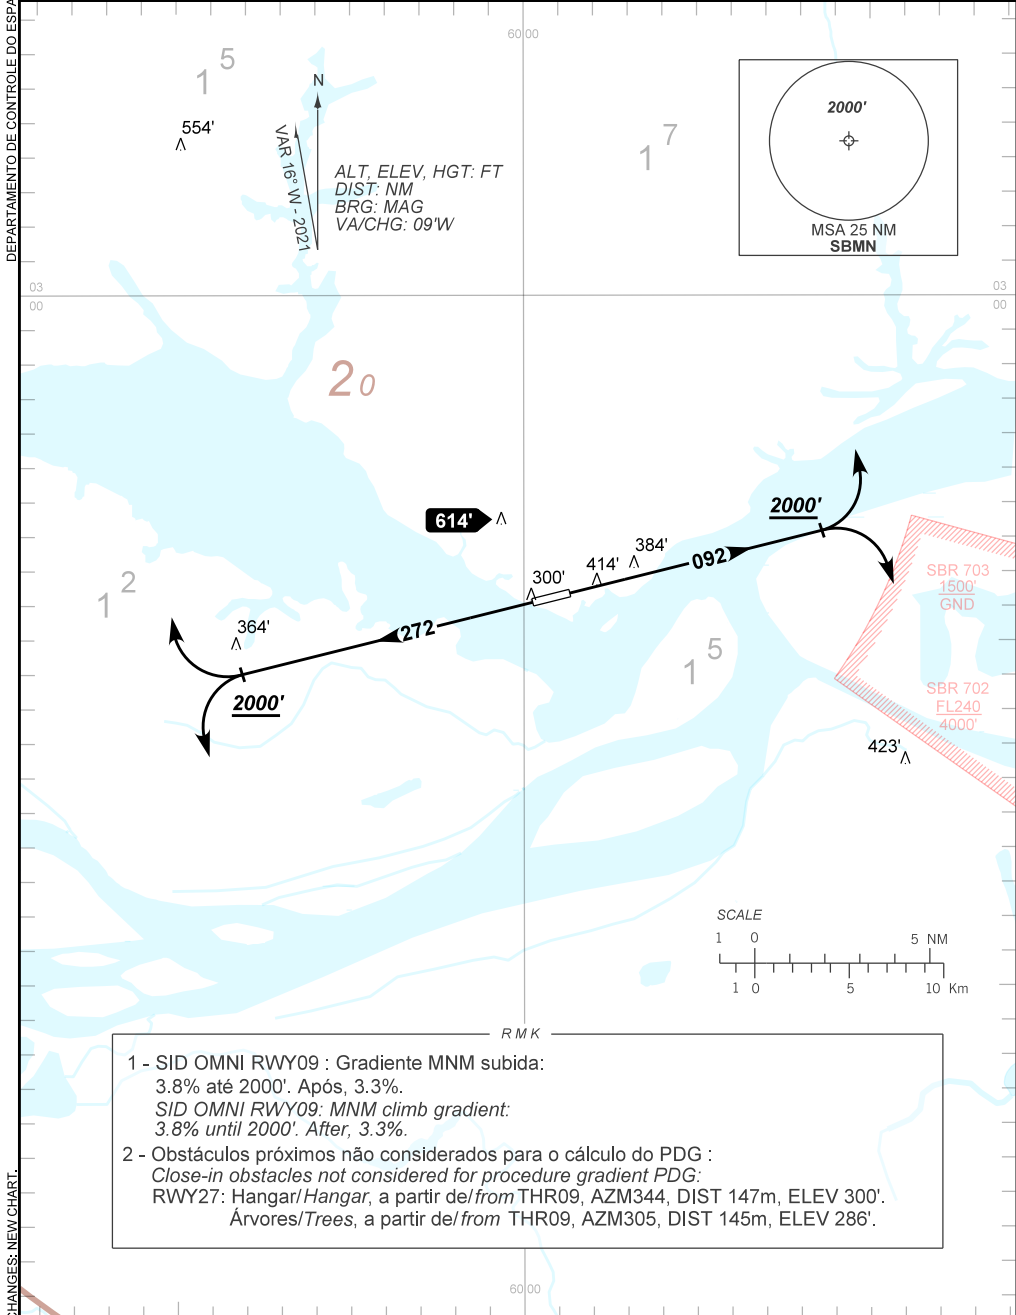 DEPARTAMENTO DE CONTROLE DO ESPA
60 00
1 5
554'
N
VAR 16° W - 2021
ALT, ELEV, HGT: FT
DIST: NM
BRG: MAG
VA/CHG: 09'W
1 7
2000'
MSA 25 NM
SBMN
03
00
03
00
2 0
614'
2000'
384'
414'
300'
092
SBR 703
1500'
GND
1 2
364'
272
1 5
2000'
SBR 702
FL240
4000'
423'
SCALE
1 0 5 NM
1 0 5 10 Km
RMK
1 - SID OMNI RWY09 : Gradiente MNM subida:
3.8% até 2000'. Após, 3.3%.
SID OMNI RWY09: MNM climb gradient:
3.8% until 2000'. After, 3.3%.
2 - Obstáculos próximos não considerados para o cálculo do PDG :
Close-in obstacles not considered for procedure gradient PDG:
RWY27: Hangar/Hangar, a partir de/from THR09, AZM344, DIST 147m, ELEV 300'.
Árvores/Trees, a partir de/from THR09, AZM305, DIST 145m, ELEV 286'.
CHANGES: NEW CHART.
60 00